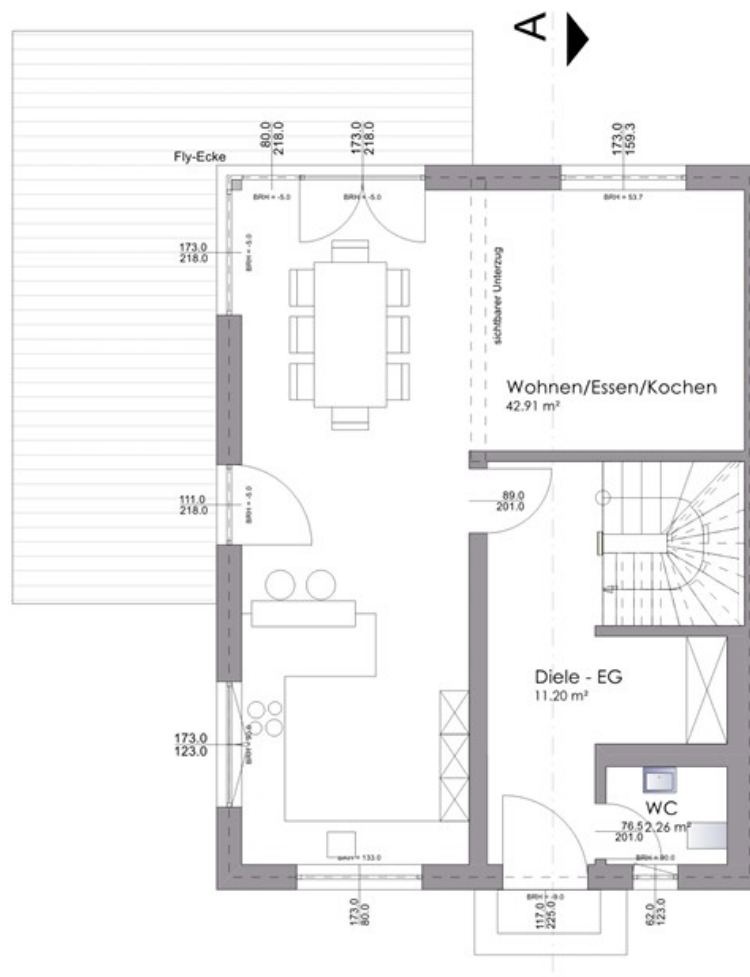 A
80.0
218.0
173.0
218.0
173.0
159.3
Fly-Ecke
BRH = -5.0
BRH = -5.0
BRH = 53.7
173.0
218.0
BRH = -5.0
sichtbarer Unterzug
Wohnen/Essen/Kochen
42.91 m²
111.0
218.0
BRH = -5.0
89.0
201.0
Diele - EG
11.20 m²
173.0
123.0
WC
2.26 m²
76.5
201.0
BRH = 133.0
BRH = 90.0
BRH = -9.0
173.0
80.0
117.0
225.0
62.0
123.0